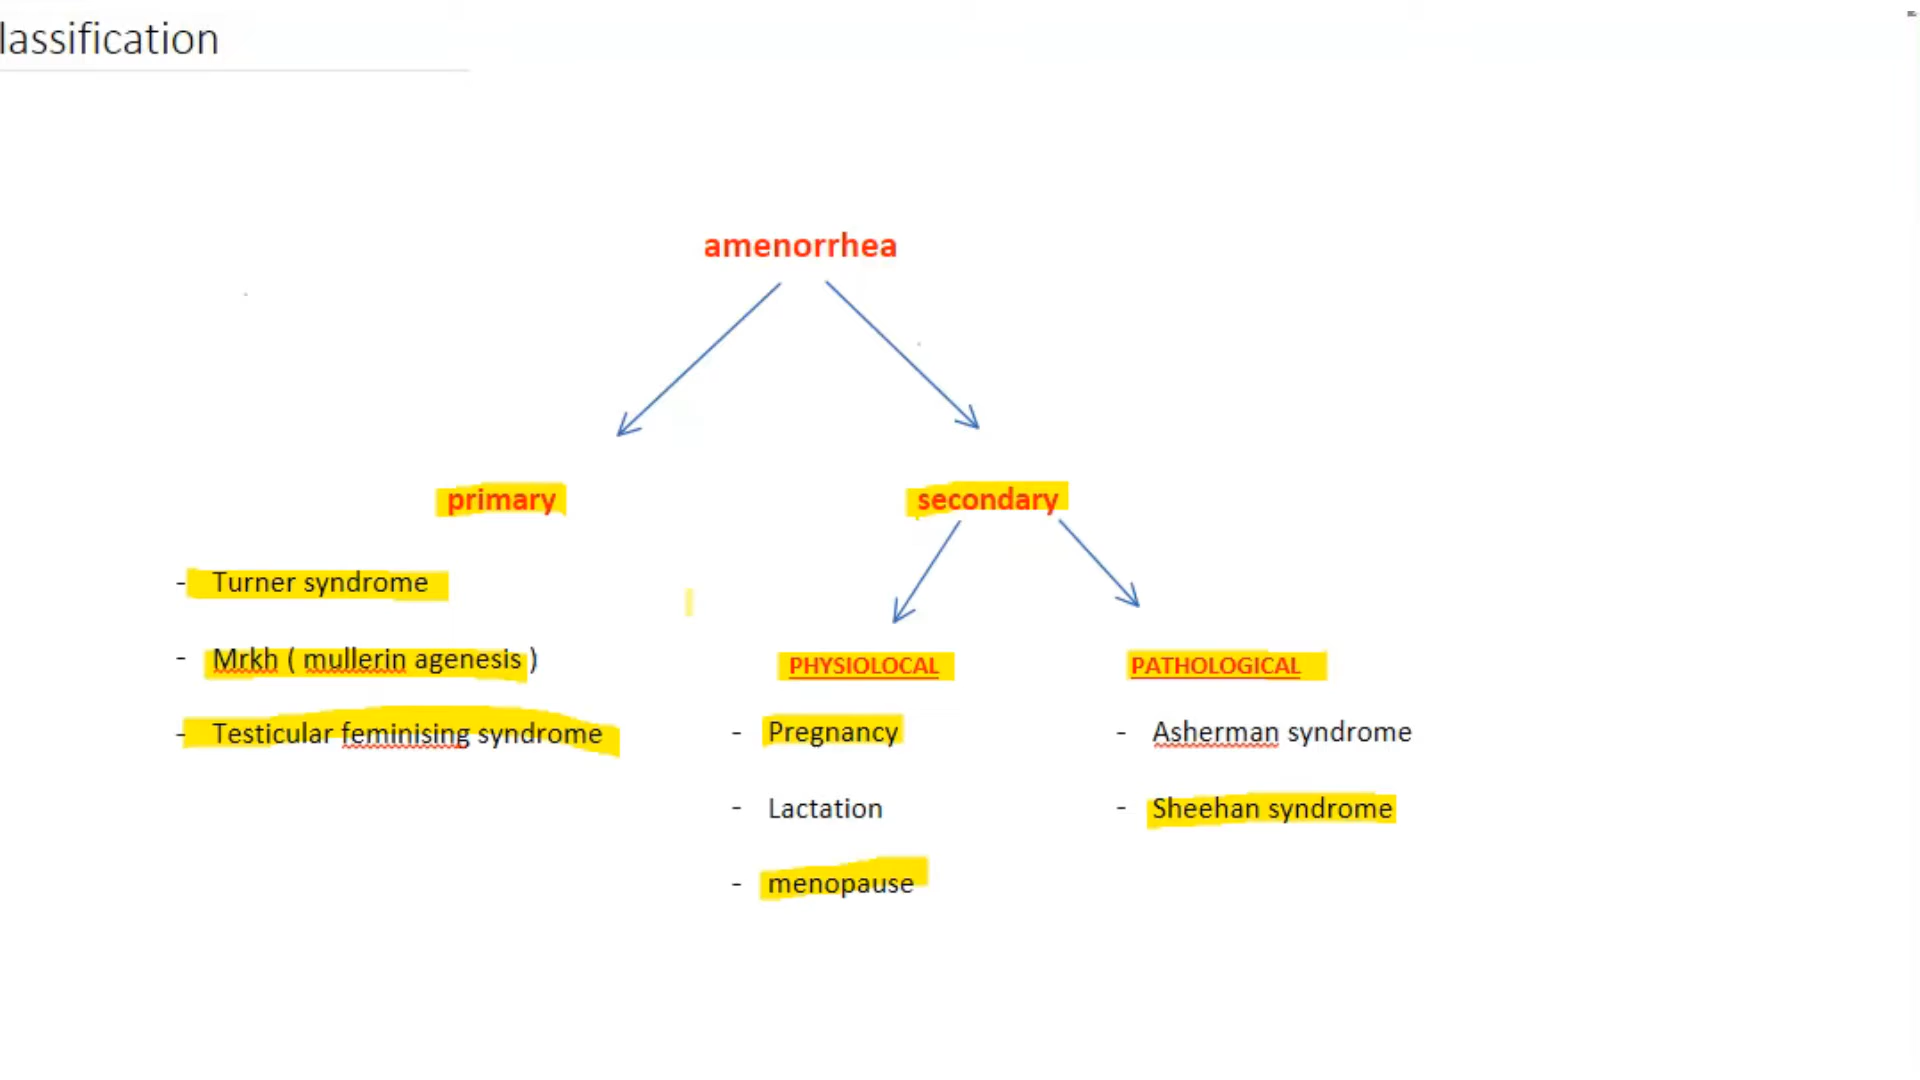 lassification
amenorrhea
primary
secondary
- Turner syndrome
- Mrkh ( mullerin agenesis )
- Testicular feminising syndrome
PHYSIOLOCAL
- Pregnancy
- Lactation
- menopause
PATHOLOGICAL
- Asherman syndrome
- Sheehan syndrome